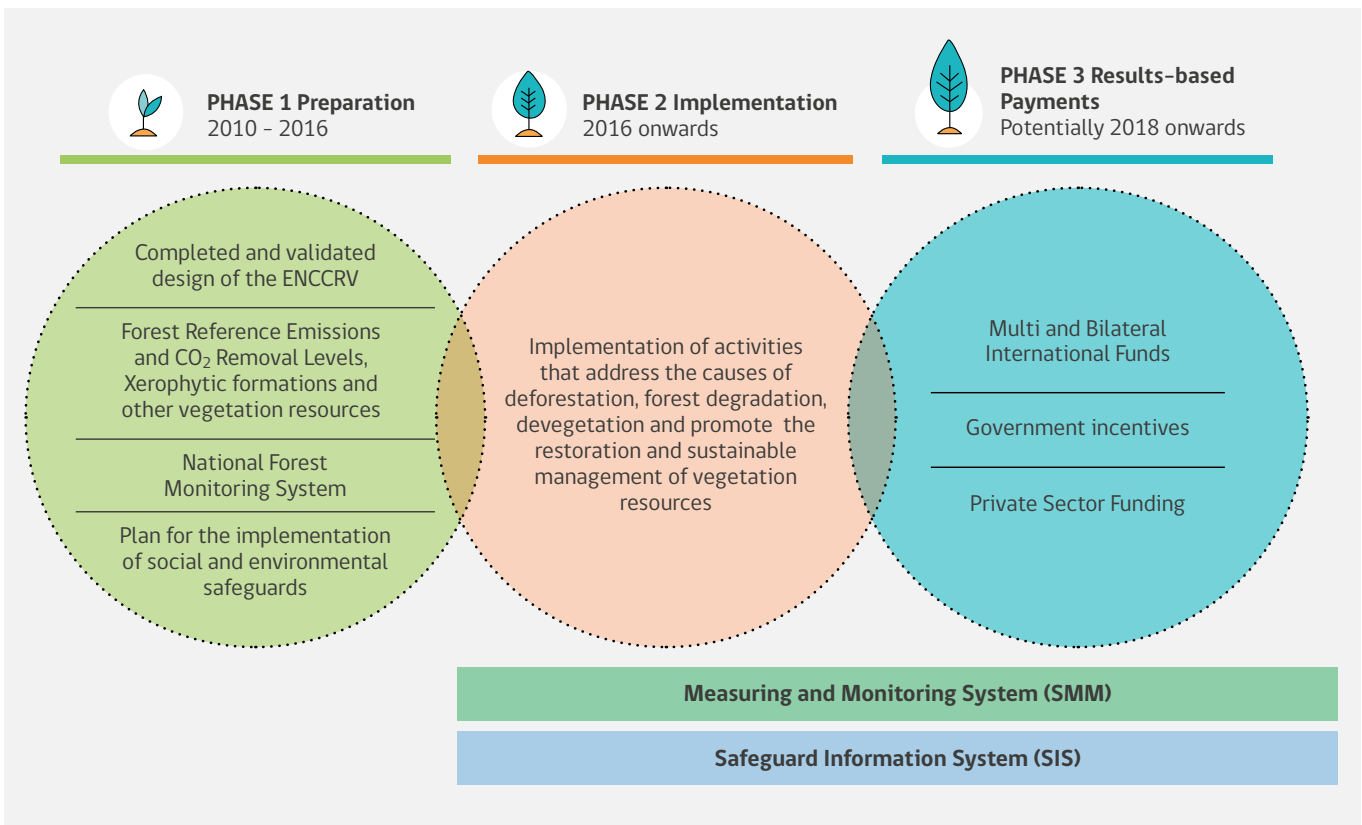 PHASE 1 Preparation
2010 - 2016
PHASE 2 Implementation
2016 onwards
PHASE 3 Results-based
Payments
Potentially 2018 onwards
Completed and validated
design of the ENCCRV
Forest Reference Emissions
and CO₂ Removal Levels,
Xerophytic formations and
other vegetation resources
National Forest
Monitoring System
Plan for the implementation
of social and environmental
safeguards
Implementation of activities
that address the causes of
deforestation, forest degradation,
devegetation and promote the
restoration and sustainable
management of vegetation
resources
Multi and Bilateral
International Funds
Government incentives
Private Sector Funding
Measuring and Monitoring System (SMM)
Safeguard Information System (SIS)